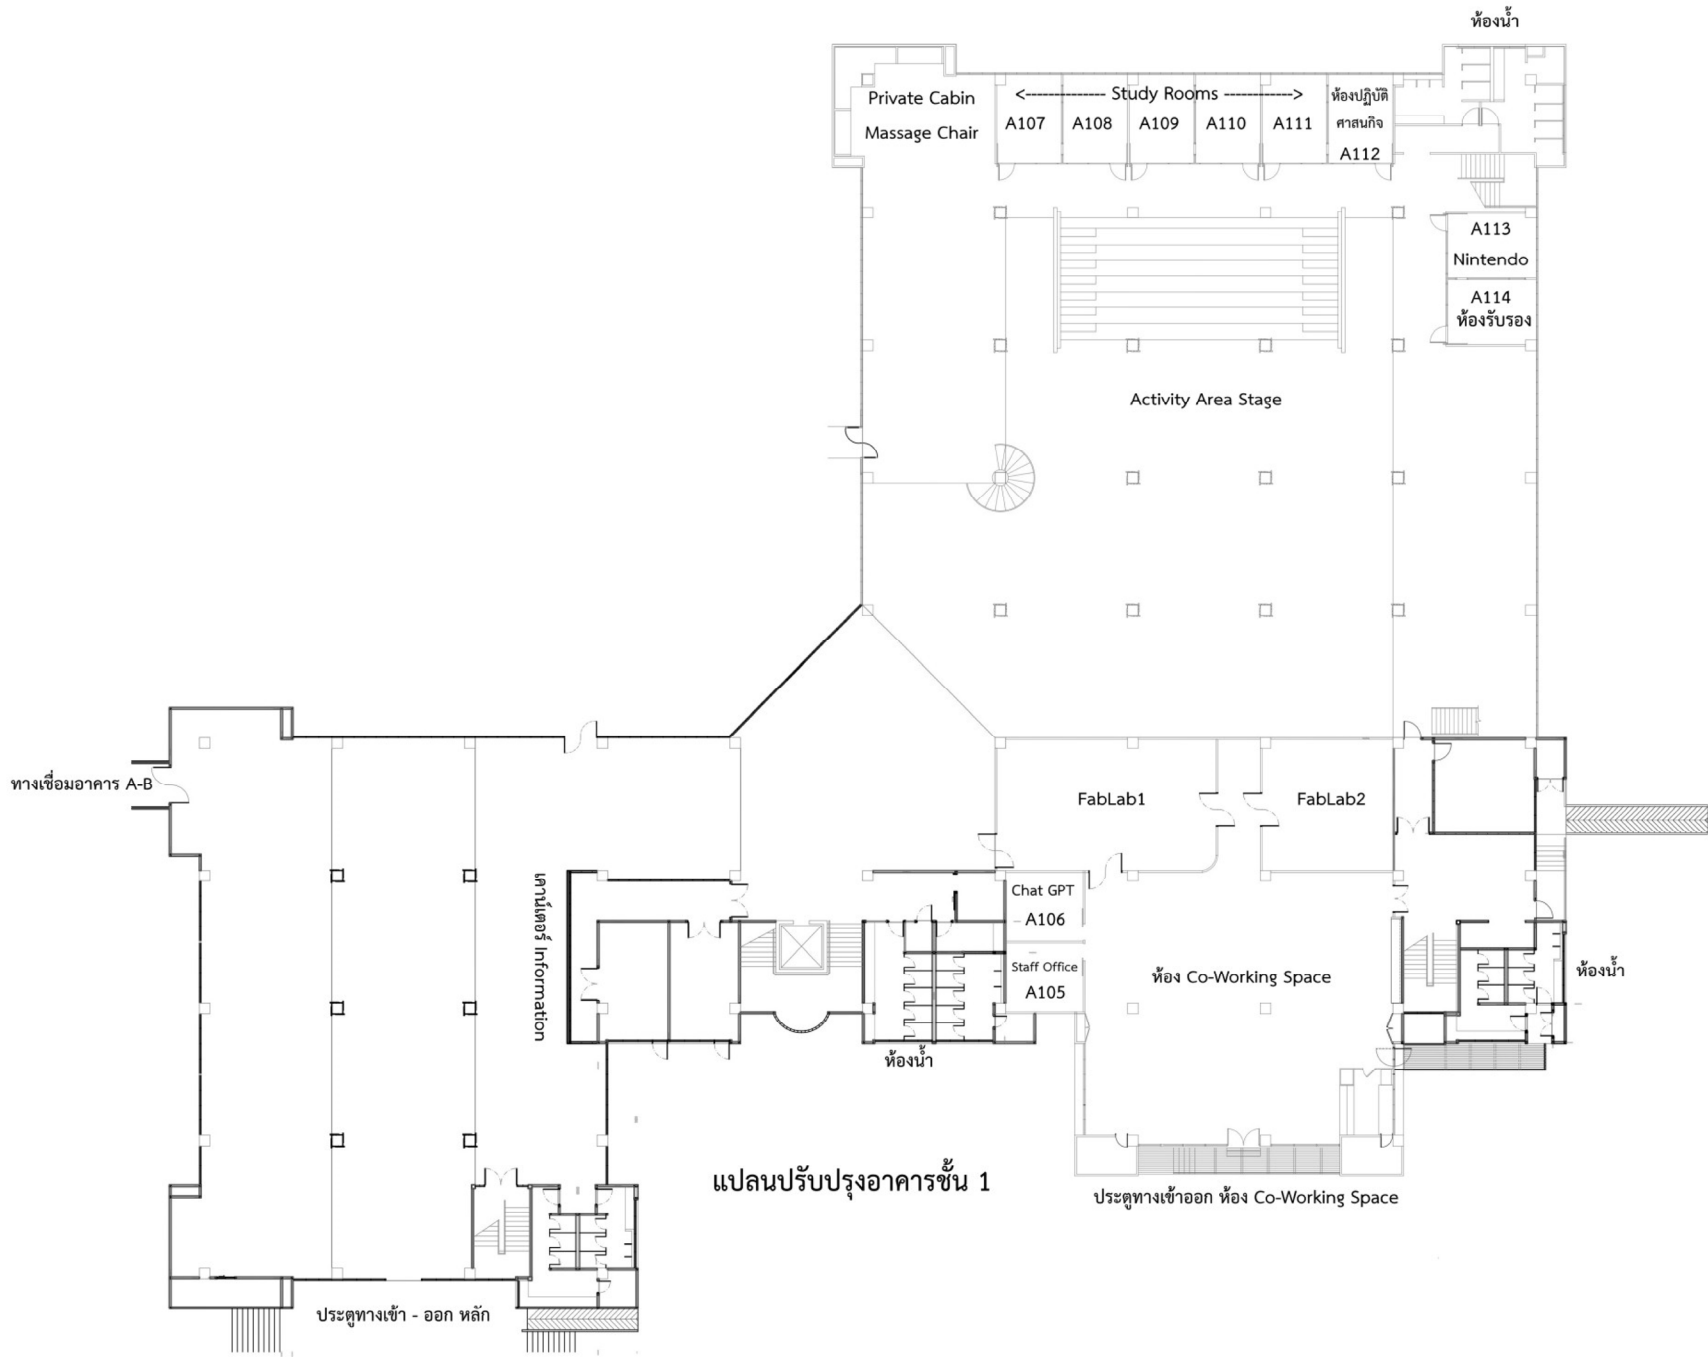 ห้องน้ำ
Private Cabin
Massage Chair
<------------- Study Rooms ----------->
A107 A108 A109 A110 A111
ห้องปฏิบัติ
ศาสนกิจ
A112
A113
Nintendo
A114
ห้องรับรอง
Activity Area Stage
ทางเชื่อมอาคาร A-B
FabLab1
FabLab2
เคาน์เตอร์ Information
Chat GPT
A106
Staff Office
A105
ห้อง Co-Working Space
ห้องน้ำ
ห้องน้ำ
แปลนปรับปรุงอาคารชั้น 1
ประตูทางเข้าออก ห้อง Co-Working Space
ประตูทางเข้า - ออก หลัก